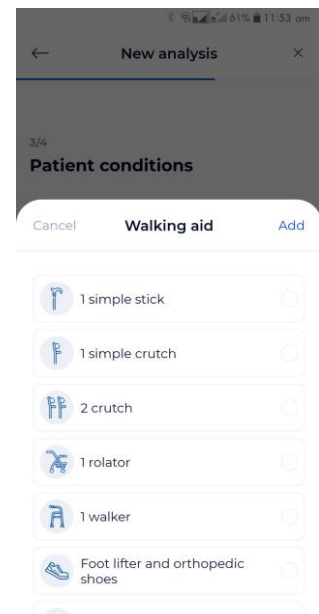 61% 11:53 am
New analysis
3/4
Patient conditions
Cancel Walking aid Add
1 simple stick
1 simple crutch
2 crutch
1 rolator
1 walker
Foot lifter and orthopedic
shoes